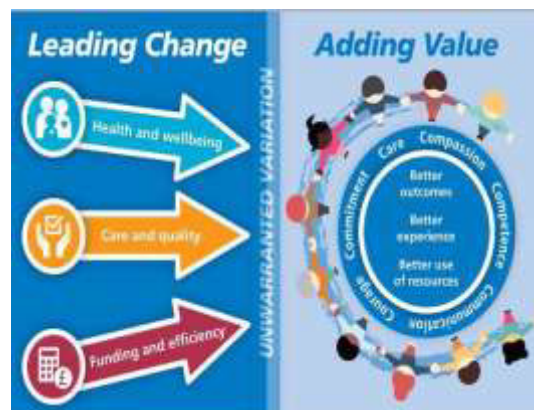 Leading Change
Adding Value
Health and wellbeing
Care and quality
Funding and efficiency
£
UNWARRANTED VARIATION
Commitment Care Compassion Competence Communication Courage
Better
outcomes
Better
experience
Better use
of resources